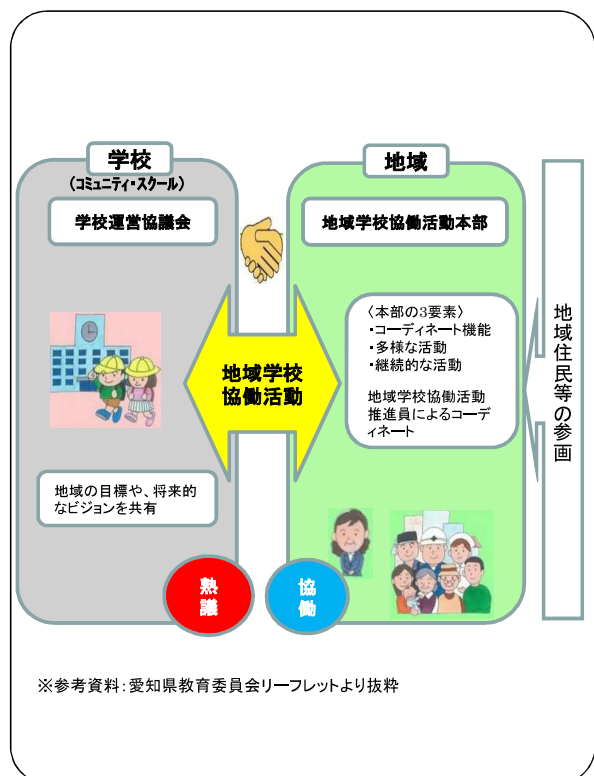 学校
(コミュニティ・スクール)
学校運営協議会
地域
地域学校協働活動本部
〈本部の3要素〉
・コーディネート機能
・多様な活動
・継続的な活動
地域学校協働活動
推進員によるコーデ
ィネート
地域学校
協働活動
地域の目標や、将来的
なビジョンを共有
熟
議
協
働
地域住民等の参画
※参考資料:愛知県教育委員会リーフレットより抜粋